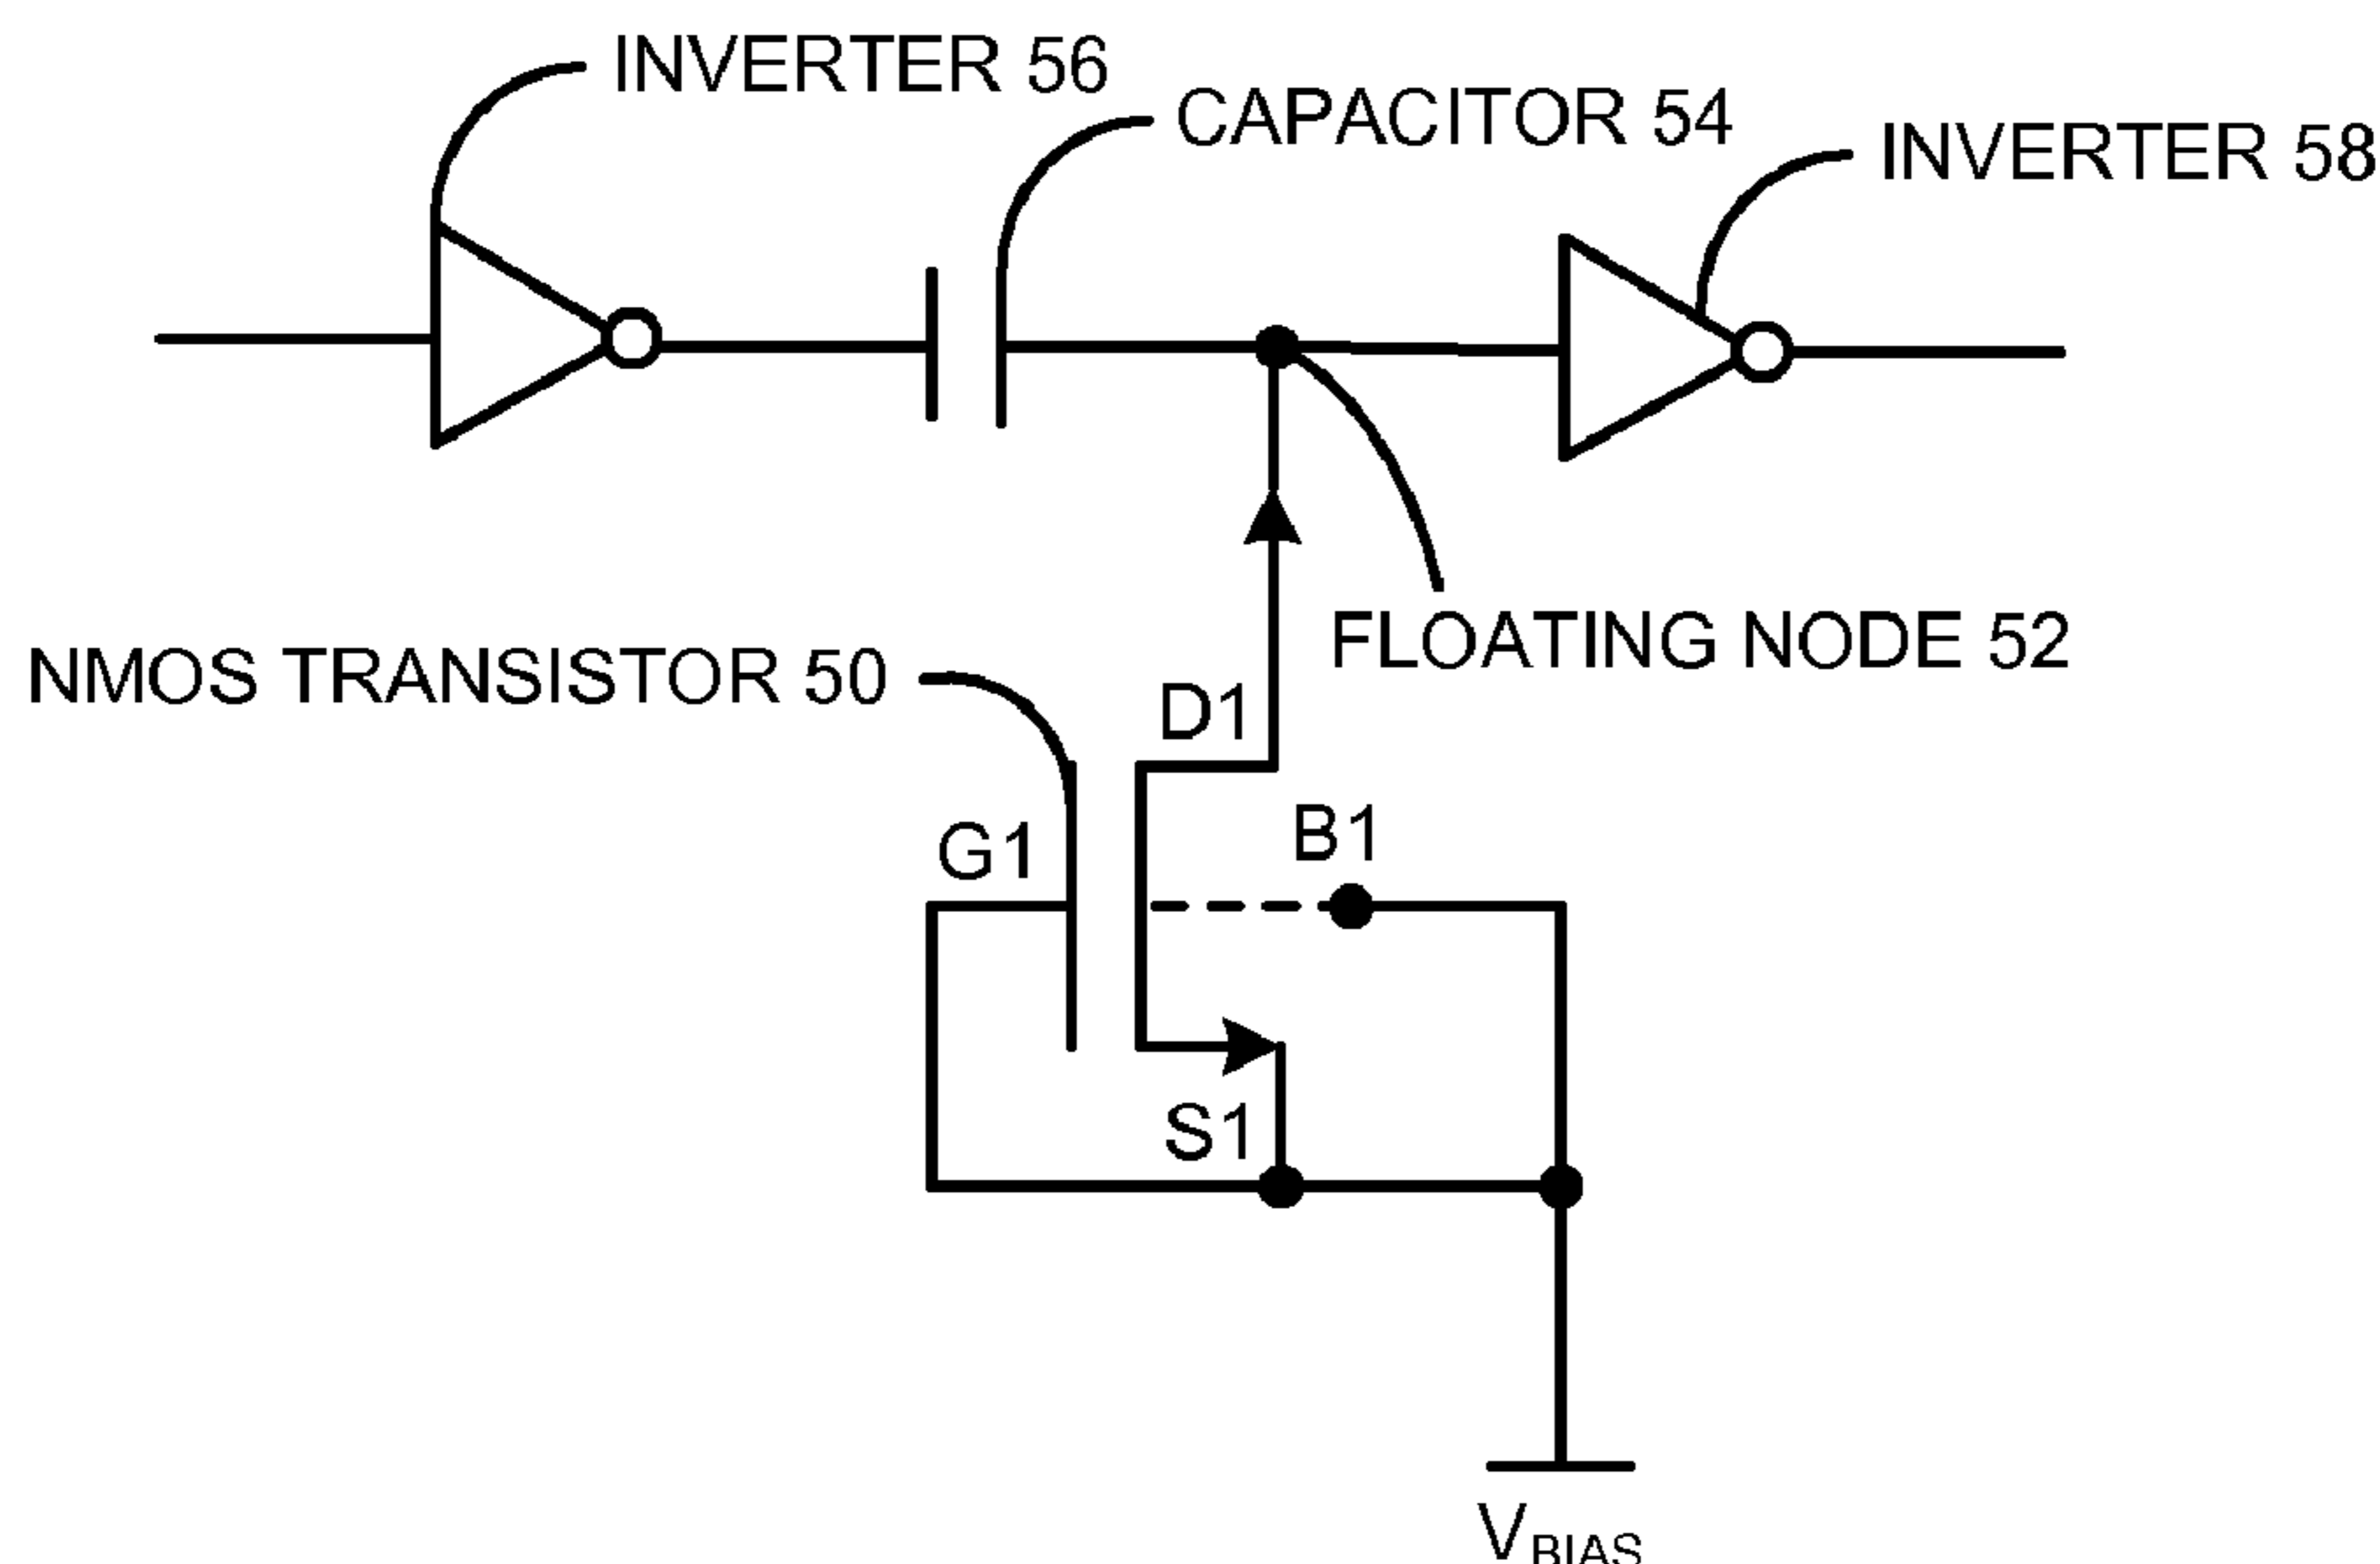 INVERTER 56
CAPACITOR 54
INVERTER 58
FLOATING NODE 52
NMOS TRANSISTOR 50
D1
B1
G1
S1
VBIAS